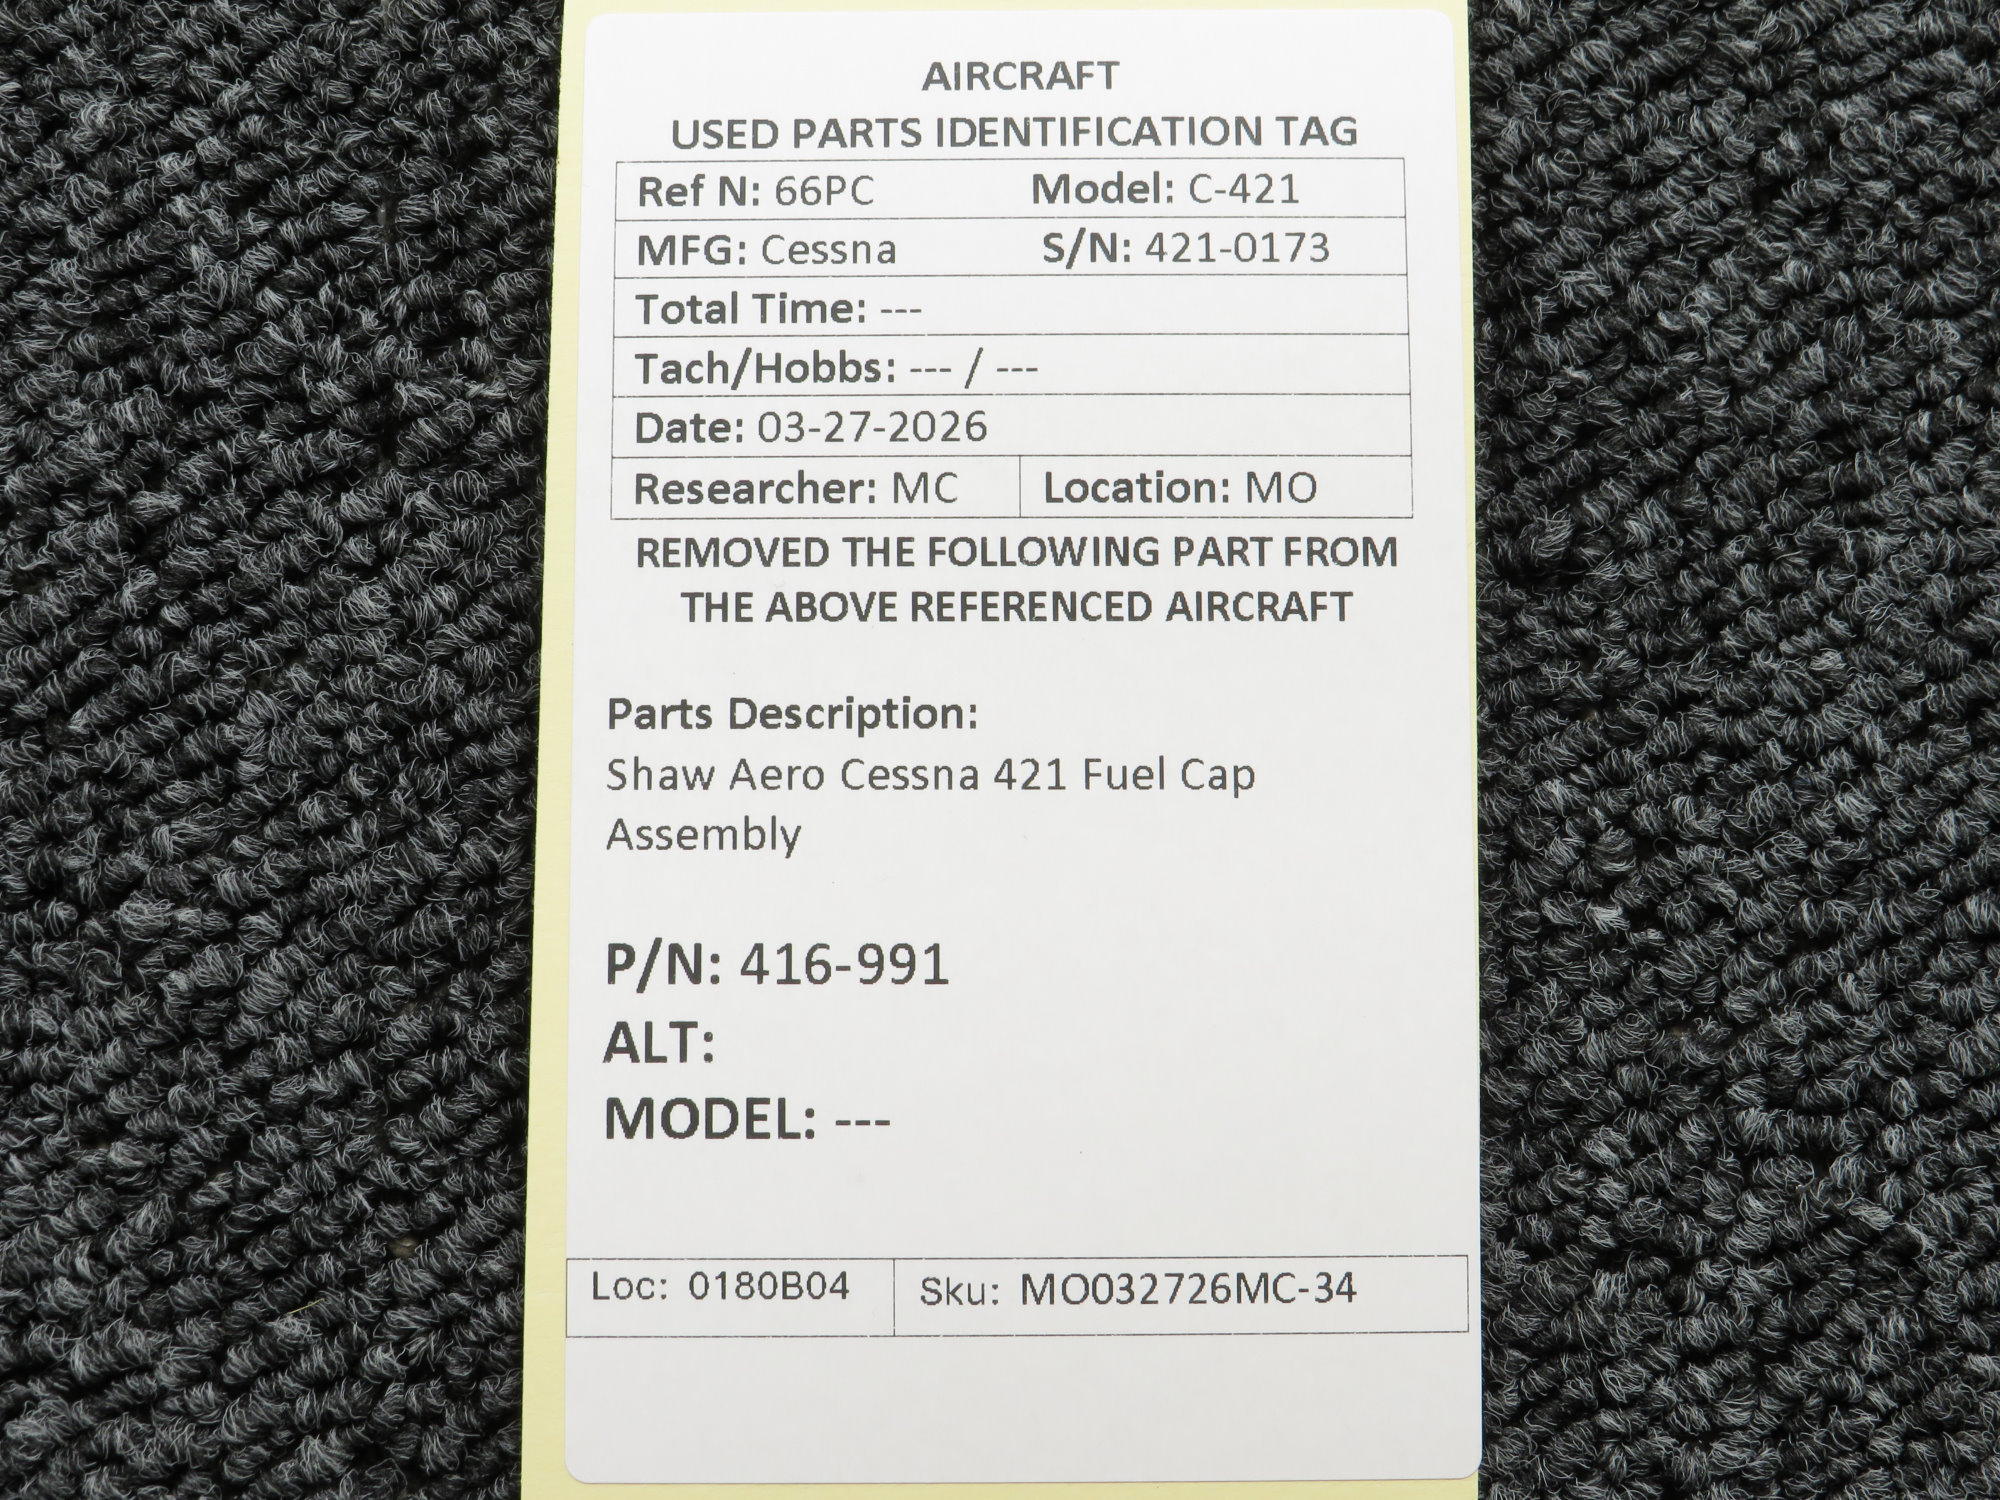 AIRCRAFT
USED PARTS IDENTIFICATION TAG
Ref N: 66PC Model: C-421
MFG: Cessna S/N: 421-0173
Total Time: ---
Tach/Hobbs: --- / ---
Date: 03-27-2026
Researcher: MC Location: MO
REMOVED THE FOLLOWING PART FROM
THE ABOVE REFERENCED AIRCRAFT
Parts Description:
Shaw Aero Cessna 421 Fuel Cap
Assembly
P/N: 416-991
ALT:
MODEL: ---
Loc: 0180B04 Sku: MO032726MC-34